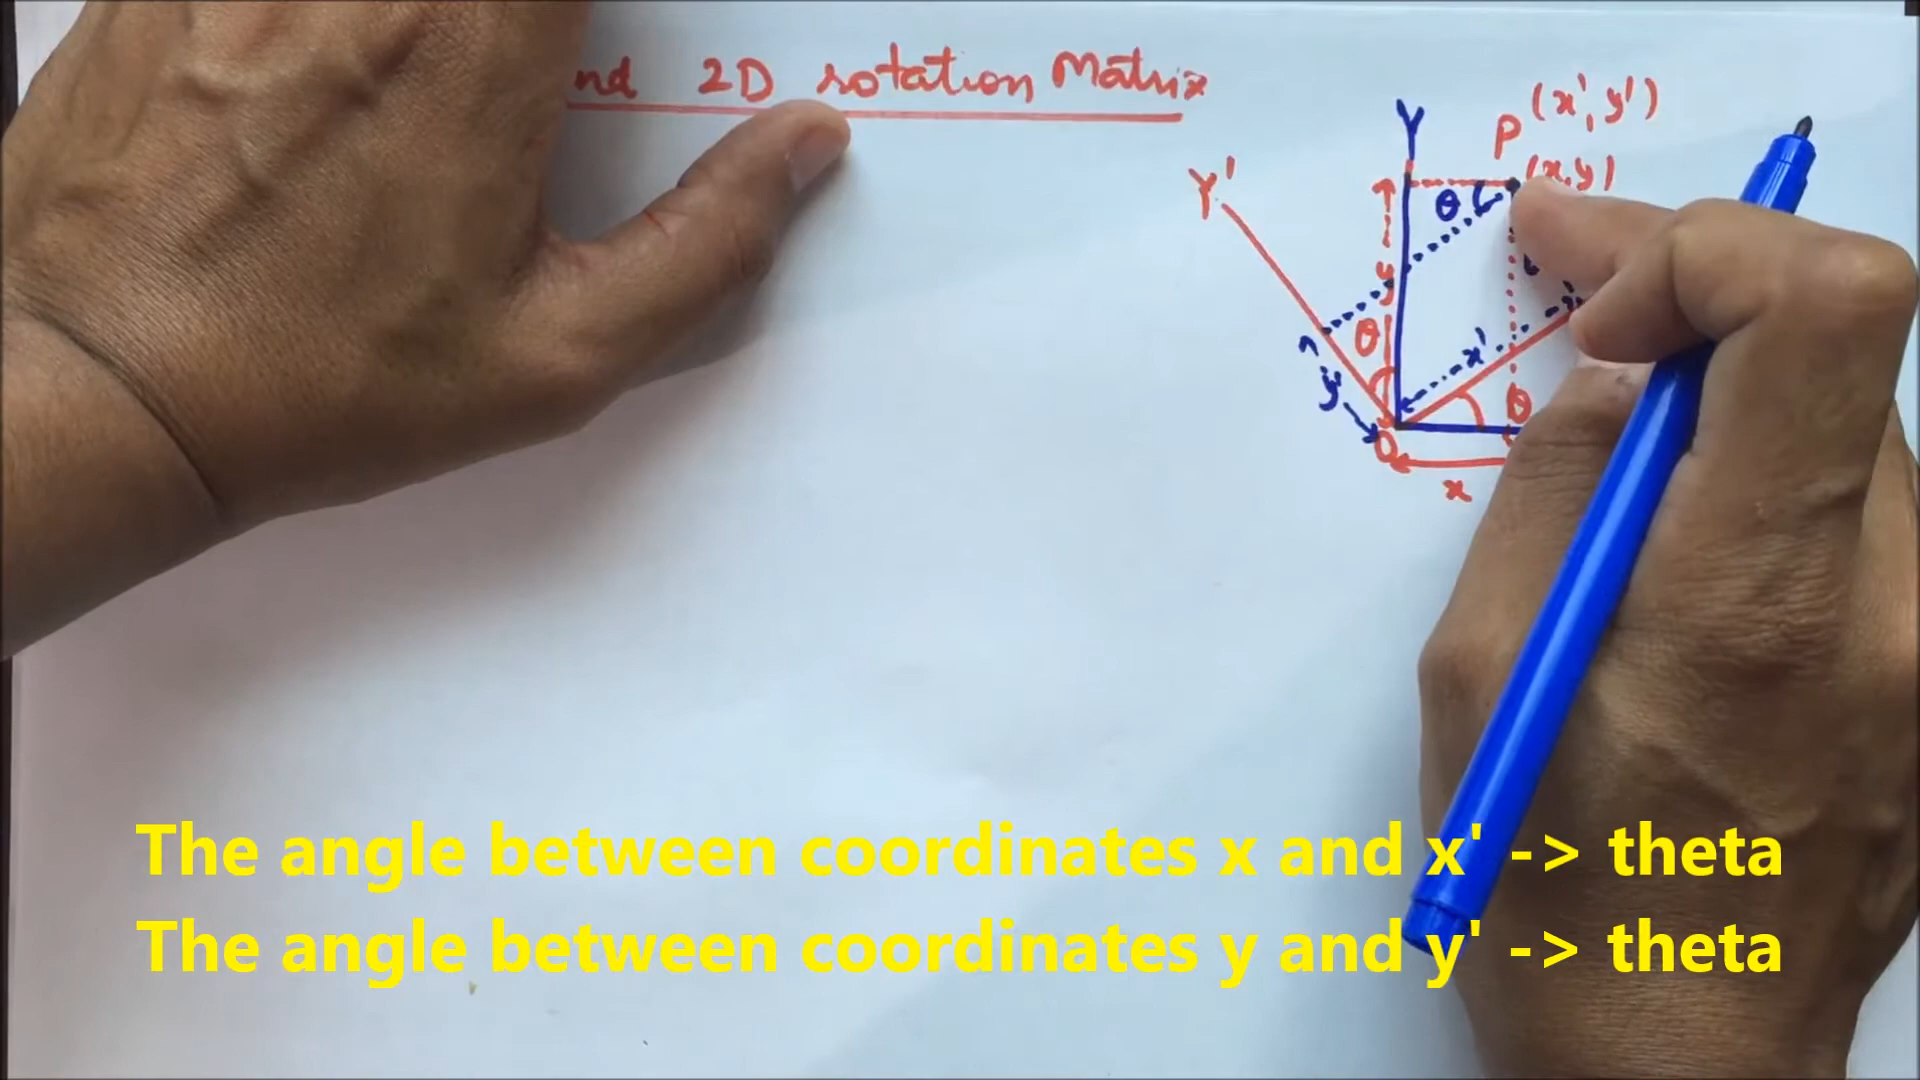 nd 2D rotation Matrix
Y
P (x', y')
(x, y)
Y'
θ
y
θ
x'
y'
θ
O
x
The angle between coordinates x and x' -> theta
The angle between coordinates y and y' -> theta